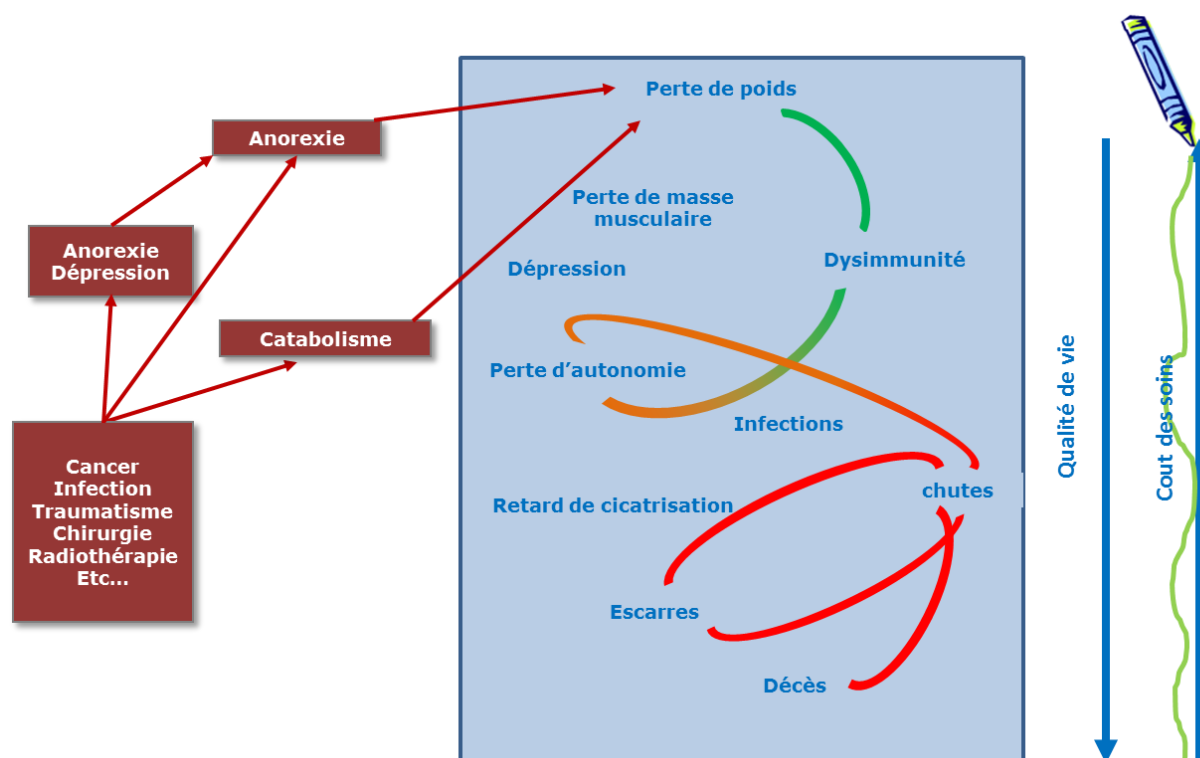 Perte de poids
Anorexie
Perte de masse
musculaire
Anorexie
Dépression
Dépression
Dysimmunité
Catabolisme
Perte d’autonomie
Infections
Cancer
Infection
Traumatisme
Chirurgie
Radiothérapie
Etc…
Retard de cicatrisation
chutes
Escarres
Décès
Qualité de vie
Cout des soins